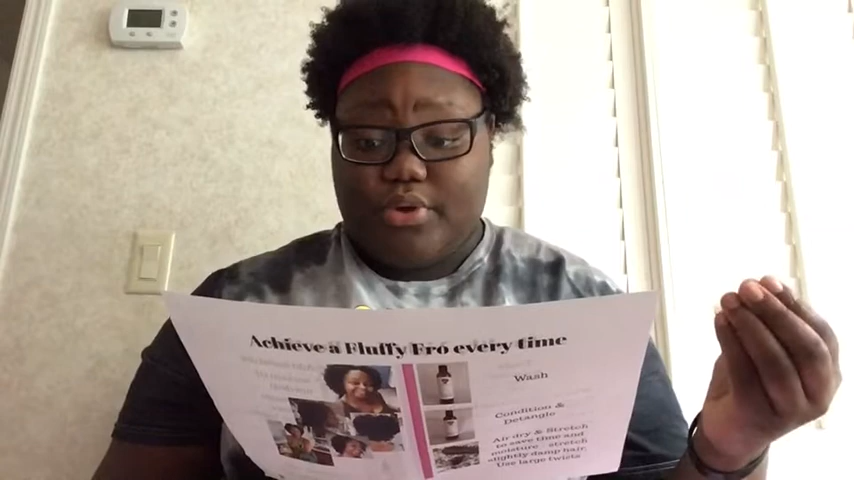 Achieve a Fluffy Fro every time
Wash
Condition &
Detangle
Air dry & Stretch
to save time and
moisture stretch
slightly damp hair.
Use large twists